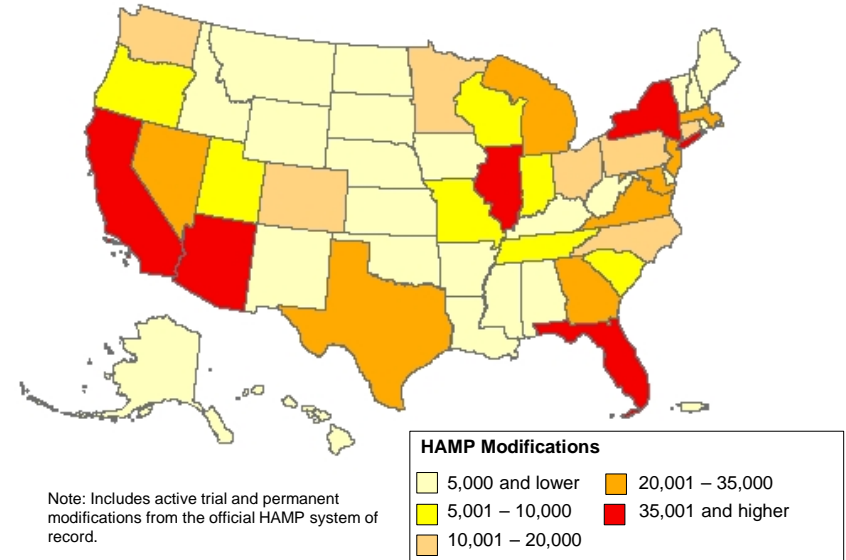 HAMP Modifications
5,000 and lower
20,001 – 35,000
5,001 – 10,000
35,001 and higher
10,001 – 20,000
Note: Includes active trial and permanent
modifications from the official HAMP system of
record.